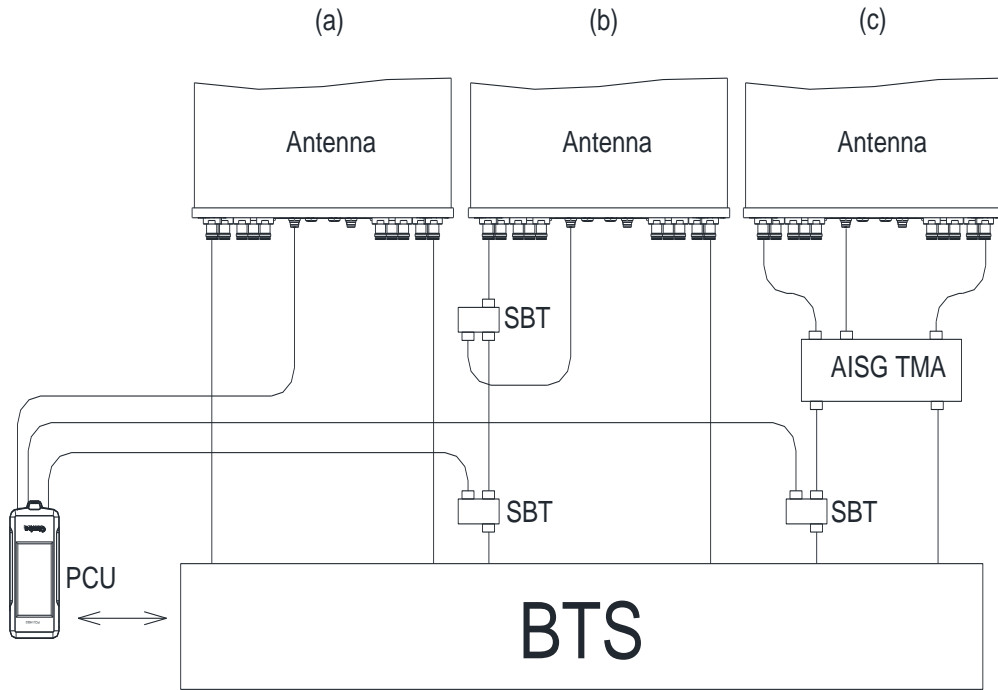 (a) (b) (c)
Antenna Antenna Antenna
SBT
AISG TMA
SBT SBT
PCU
BTS